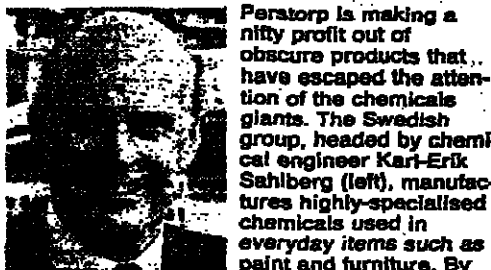 Perstorp is making a
nifty profit out of
obscure products that
have escaped the atten-
tion of the chemicals
giants. The Swedish
group, headed by chemi-
cal engineer Karl-Erik
Sahlberg (left), manufac-
tures highly-specialised
chemicals used in
everyday items such as
paint and furniture. By